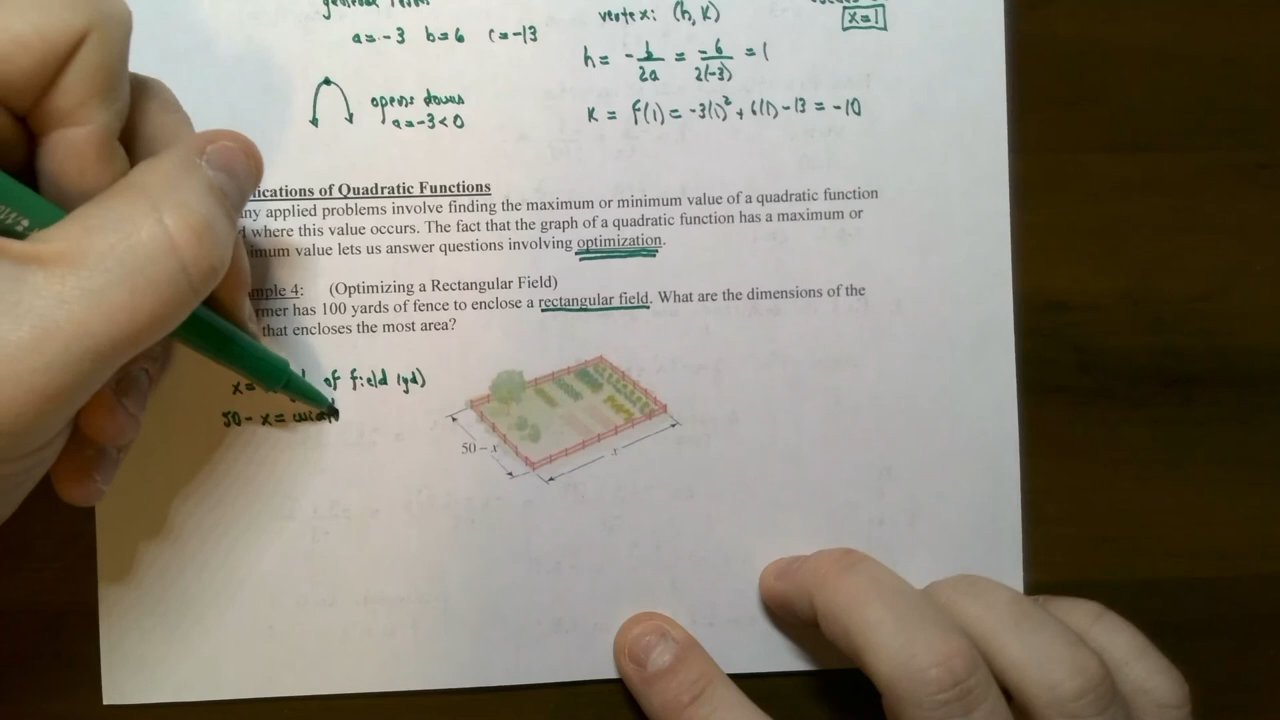 vertex: (h, k)
x=1
a=-3 b=6 c=-13
h= -b/2a = -6/2(-3) = 1
opens down
a=-3<0
K = f(1) = -3(1)² + 6(1) - 13 = -10
ications of Quadratic Functions
ny applied problems involve finding the maximum or minimum value of a quadratic function
d where this value occurs. The fact that the graph of a quadratic function has a maximum or
imum value lets us answer questions involving optimization.
mple 4: (Optimizing a Rectangular Field)
rmer has 100 yards of fence to enclose a rectangular field. What are the dimensions of the
that encloses the most area?
x= of field (yd)
50 - x =
50 – x
x